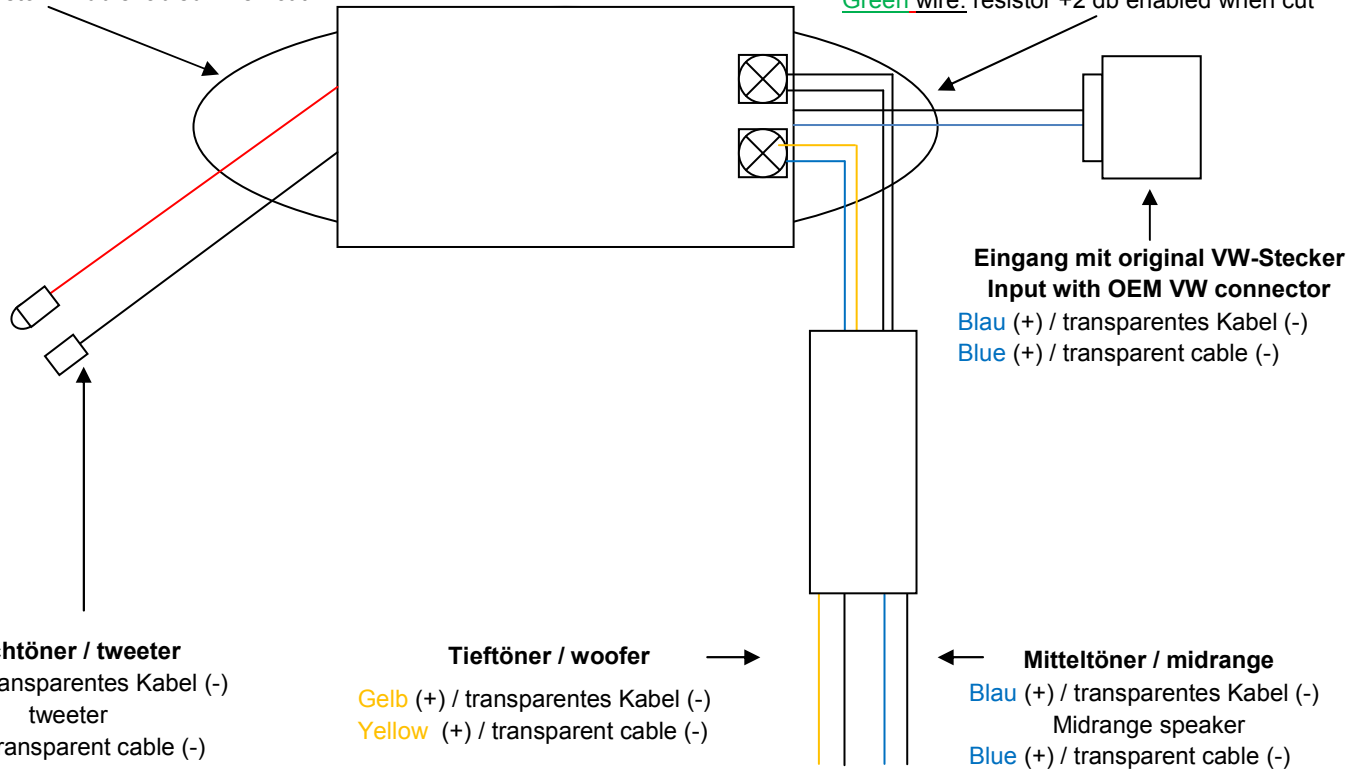 Green wire: resistor +2 db enabled when cut
Eingang mit original VW-Stecker
Input with OEM VW connector
Blau (+) / transparentes Kabel (-)
Blue (+) / transparent cable (-)
htöner / tweeter
ansparentes Kabel (-)
tweeter
ransparent cable (-)
Tieftöner / woofer
Gelb (+) / transparentes Kabel (-)
Yellow (+) / transparent cable (-)
Mitteltöner / midrange
Blau (+) / transparentes Kabel (-)
Midrange speaker
Blue (+) / transparent cable (-)